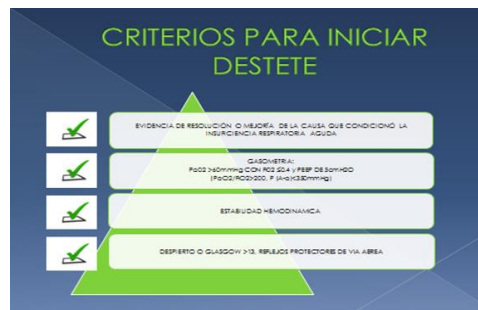 CRITERIOS PARA INICIAR
DESTETE
EVIDENCIA DE RESOLUCIÓN O MEJORÍA DE LA CAUSA QUE CONDICIONÓ LA
INSUFICIENCIA RESPIRATORIA AGUDA
GASOMETRIA:
PaO2 >60mmHg CON FIO2 ≤0.4 y PEEP DE 5cmH2O
(PaO2/FIO2>200, P (A-a)<350mmHg)
ESTABILIDAD HEMODINAMICA
DESPIERTO O GLASGOW >13, REFLEJOS PROTECTORES DE VIA AEREA